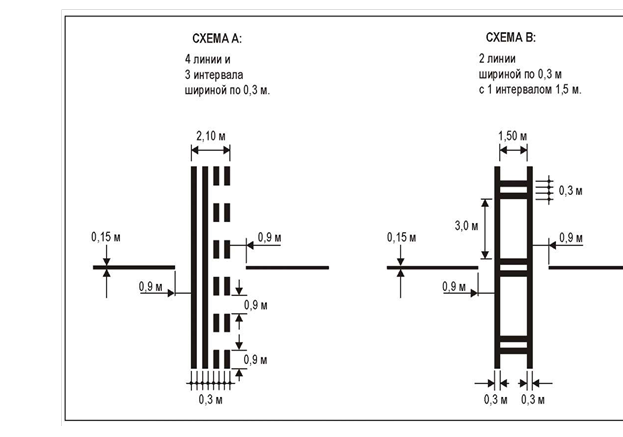 СХЕМА А:
4 линии и
3 интервала
шириной по 0,3 м.
2,10 м
0,15 м
0,9 м
0,9 м
0,9 м
0,9 м
0,3 м
СХЕМА В:
2 линии
шириной по 0,3 м
с 1 интервалом 1,5 м.
1,50 м
0,3 м
3,0 м
0,15 м
0,9 м
0,9 м
0,3 м
0,3 м